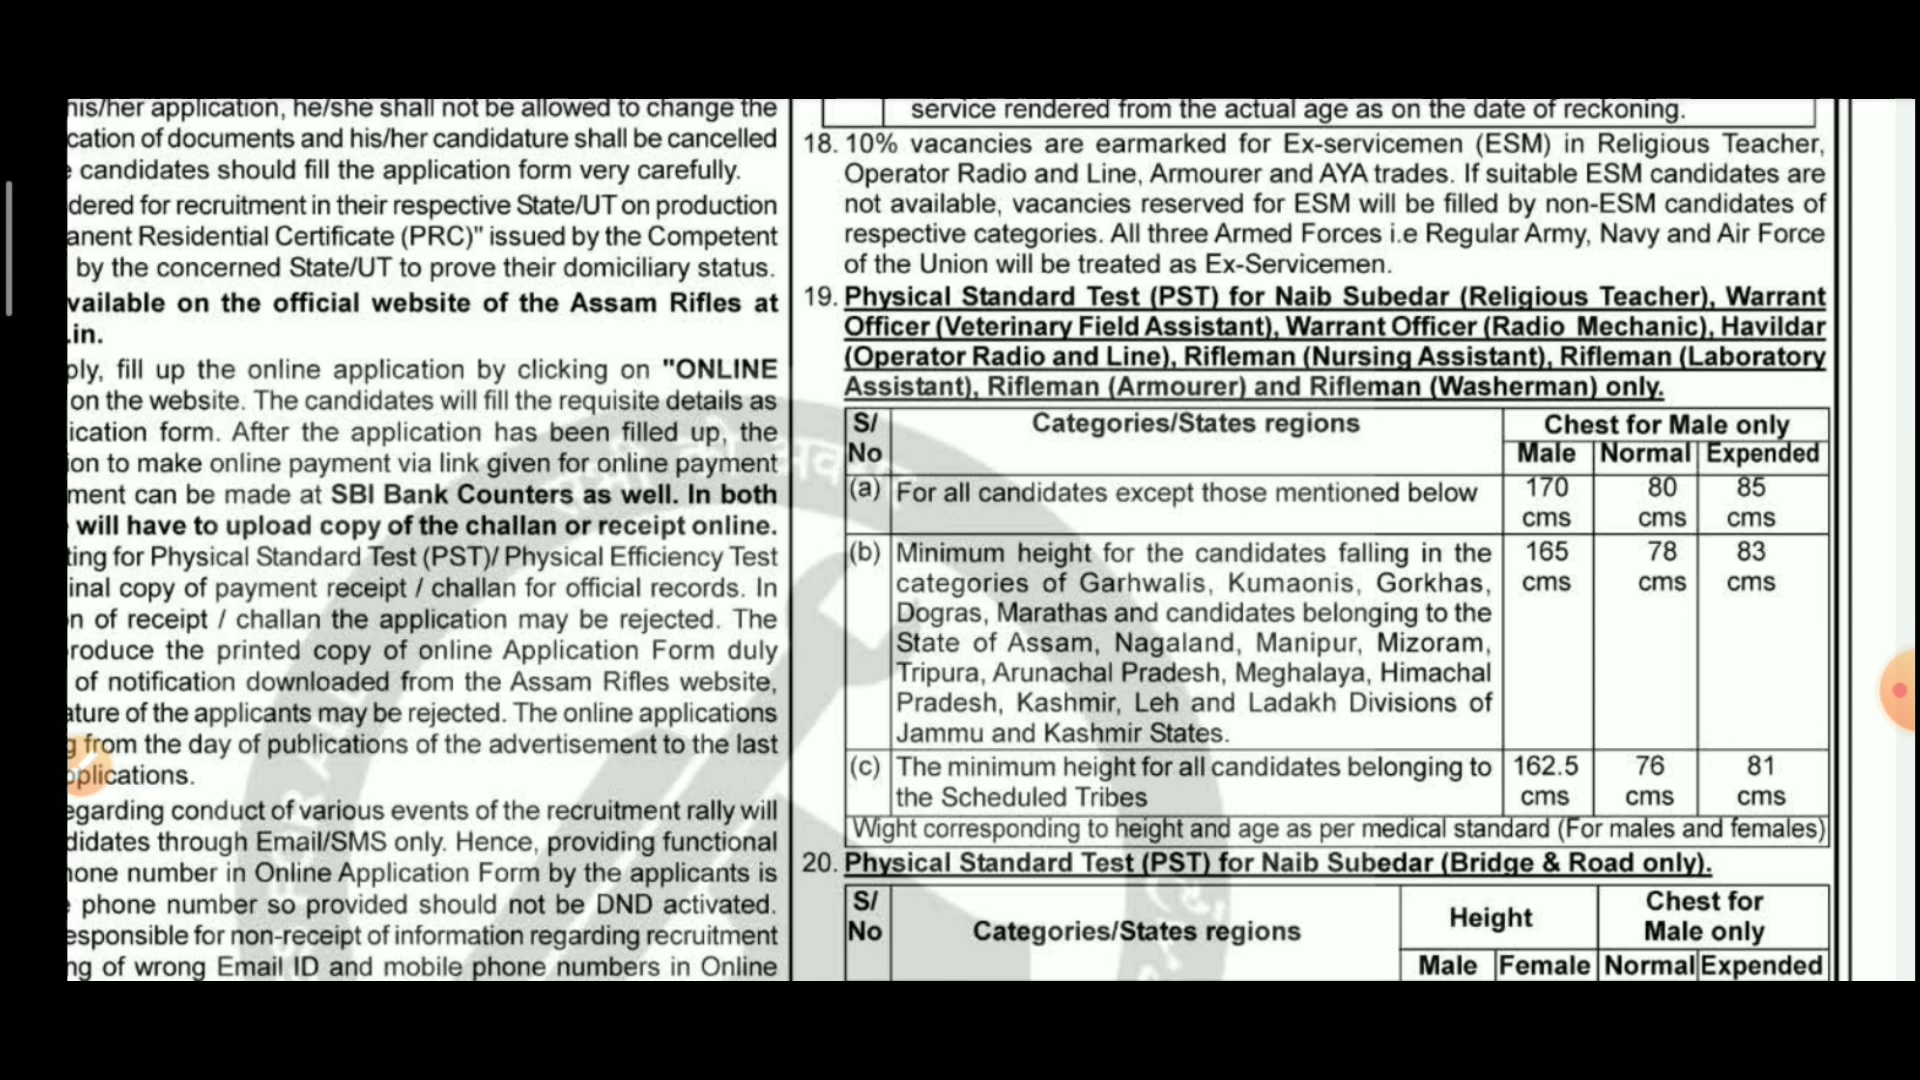 his/her application, he/she shall not be allowed to change the
cation of documents and his/her candidature shall be cancelled
candidates should fill the application form very carefully.
dered for recruitment in their respective State/UT on production
anent Residential Certificate (PRC)" issued by the Competent
by the concerned State/UT to prove their domiciliary status.
vailable on the official website of the Assam Rifles at
.in.
ply, fill up the online application by clicking on "ONLINE
on the website. The candidates will fill the requisite details as
ication form. After the application has been filled up, the
ion to make online payment via link given for online payment
ment can be made at SBI Bank Counters as well. In both
will have to upload copy of the challan or receipt online.
ting for Physical Standard Test (PST)/ Physical Efficiency Test
inal copy of payment receipt / challan for official records. In
n of receipt / challan the application may be rejected. The
roduce the printed copy of online Application Form duly
of notification downloaded from the Assam Rifles website,
ature of the applicants may be rejected. The online applications
g from the day of publications of the advertisement to the last
pplications.
egarding conduct of various events of the recruitment rally will
didates through Email/SMS only. Hence, providing functional
hone number in Online Application Form by the applicants is
phone number so provided should not be DND activated.
esponsible for non-receipt of information regarding recruitment
ng of wrong Email ID and mobile phone numbers in Online
service rendered from the actual age as on the date of reckoning.
18. 10% vacancies are earmarked for Ex-servicemen (ESM) in Religious Teacher,
Operator Radio and Line, Armourer and AYA trades. If suitable ESM candidates are
not available, vacancies reserved for ESM will be filled by non-ESM candidates of
respective categories. All three Armed Forces i.e Regular Army, Navy and Air Force
of the Union will be treated as Ex-Servicemen.
19. Physical Standard Test (PST) for Naib Subedar (Religious Teacher), Warrant
Officer (Veterinary Field Assistant), Warrant Officer (Radio Mechanic), Havildar
(Operator Radio and Line), Rifleman (Nursing Assistant), Rifleman (Laboratory
Assistant), Rifleman (Armourer) and Rifleman (Washerman) only.
S/ Categories/States regions Chest for Male only
No Male Normal Expended
(a) For all candidates except those mentioned below 170 80 85
cms cms cms
(b) Minimum height for the candidates falling in the 165 78 83
categories of Garhwalis, Kumaonis, Gorkhas, cms cms cms
Dogras, Marathas and candidates belonging to the
State of Assam, Nagaland, Manipur, Mizoram,
Tripura, Arunachal Pradesh, Meghalaya, Himachal
Pradesh, Kashmir, Leh and Ladakh Divisions of
Jammu and Kashmir States.
(c) The minimum height for all candidates belonging to 162.5 76 81
the Scheduled Tribes cms cms cms
Wight corresponding to height and age as per medical standard (For males and females)
20. Physical Standard Test (PST) for Naib Subedar (Bridge & Road only).
S/ Categories/States regions Height Chest for
No Male only
Male Female Normal Expended